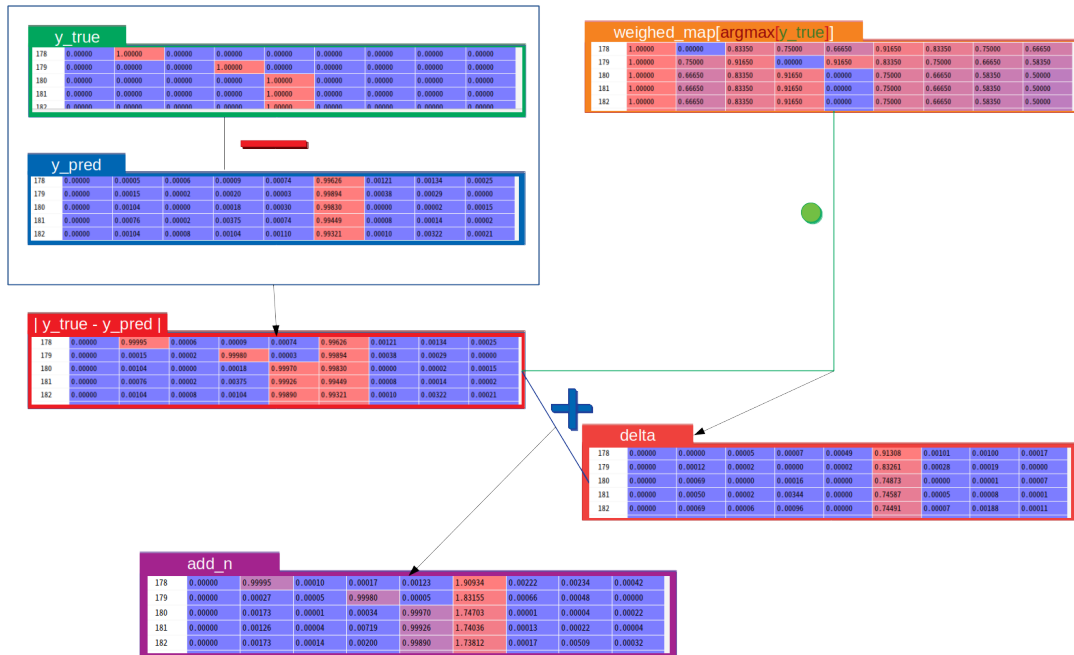 y_true
178 0.00000 1.00000 0.00000 0.00000 0.00000 0.00000 0.00000 0.00000 0.00000
179 0.00000 0.00000 0.00000 1.00000 0.00000 0.00000 0.00000 0.00000 0.00000
180 0.00000 0.00000 0.00000 0.00000 1.00000 0.00000 0.00000 0.00000 0.00000
181 0.00000 0.00000 0.00000 0.00000 1.00000 0.00000 0.00000 0.00000 0.00000
182 0.00000 0.00000 0.00000 0.00000 1.00000 0.00000 0.00000 0.00000 0.00000
weighed_map[argmax[y_true]]
178 1.00000 0.00000 0.83350 0.75000 0.66650 0.91650 0.83350 0.75000 0.66650
179 1.00000 0.75000 0.91650 0.00000 0.91650 0.83350 0.75000 0.66650 0.58350
180 1.00000 0.66650 0.83350 0.91650 0.00000 0.75000 0.66650 0.58350 0.50000
181 1.00000 0.66650 0.83350 0.91650 0.00000 0.75000 0.66650 0.58350 0.50000
182 1.00000 0.66650 0.83350 0.91650 0.00000 0.75000 0.66650 0.58350 0.50000
y_pred
178 0.00000 0.00005 0.00006 0.00009 0.00074 0.99626 0.00121 0.00134 0.00025
179 0.00000 0.00015 0.00002 0.00020 0.00003 0.99894 0.00038 0.00029 0.00000
180 0.00000 0.00104 0.00000 0.00018 0.00030 0.99830 0.00000 0.00002 0.00015
181 0.00000 0.00076 0.00002 0.00375 0.00074 0.99449 0.00008 0.00014 0.00002
182 0.00000 0.00104 0.00008 0.00104 0.00110 0.99321 0.00010 0.00322 0.00021
| y_true - y_pred |
178 0.00000 0.99995 0.00006 0.00009 0.00074 0.99626 0.00121 0.00134 0.00025
179 0.00000 0.00015 0.00002 0.99980 0.00003 0.99894 0.00038 0.00029 0.00000
180 0.00000 0.00104 0.00000 0.00018 0.99970 0.99830 0.00000 0.00002 0.00015
181 0.00000 0.00076 0.00002 0.00375 0.99926 0.99449 0.00008 0.00014 0.00002
182 0.00000 0.00104 0.00008 0.00104 0.99890 0.99321 0.00010 0.00322 0.00021
delta
178 0.00000 0.00000 0.00005 0.00007 0.00049 0.91308 0.00101 0.00100 0.00017
179 0.00000 0.00012 0.00002 0.00000 0.00002 0.83261 0.00028 0.00019 0.00000
180 0.00000 0.00069 0.00000 0.00016 0.00000 0.74873 0.00000 0.00001 0.00007
181 0.00000 0.00050 0.00002 0.00344 0.00000 0.74587 0.00005 0.00008 0.00001
182 0.00000 0.00069 0.00006 0.00096 0.00000 0.74491 0.00007 0.00188 0.00011
add_n
178 0.00000 0.99995 0.00010 0.00017 0.00123 1.90934 0.00222 0.00234 0.00042
179 0.00000 0.00027 0.00005 0.99980 0.00005 1.83155 0.00066 0.00048 0.00000
180 0.00000 0.00173 0.00001 0.00034 0.99970 1.74703 0.00001 0.00004 0.00022
181 0.00000 0.00126 0.00004 0.00719 0.99926 1.74036 0.00013 0.00022 0.00004
182 0.00000 0.00173 0.00014 0.00200 0.99890 1.73812 0.00017 0.00509 0.00032